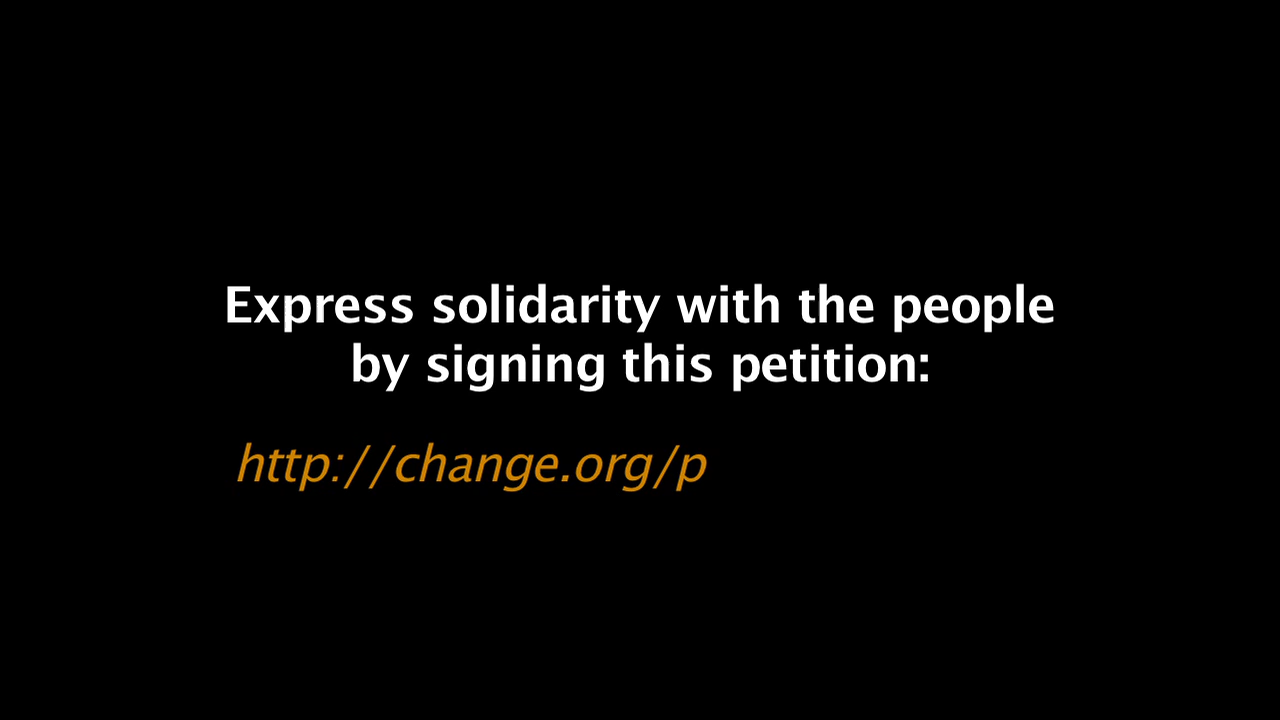 Express solidarity with the people
by signing this petition:
http://change.org/p